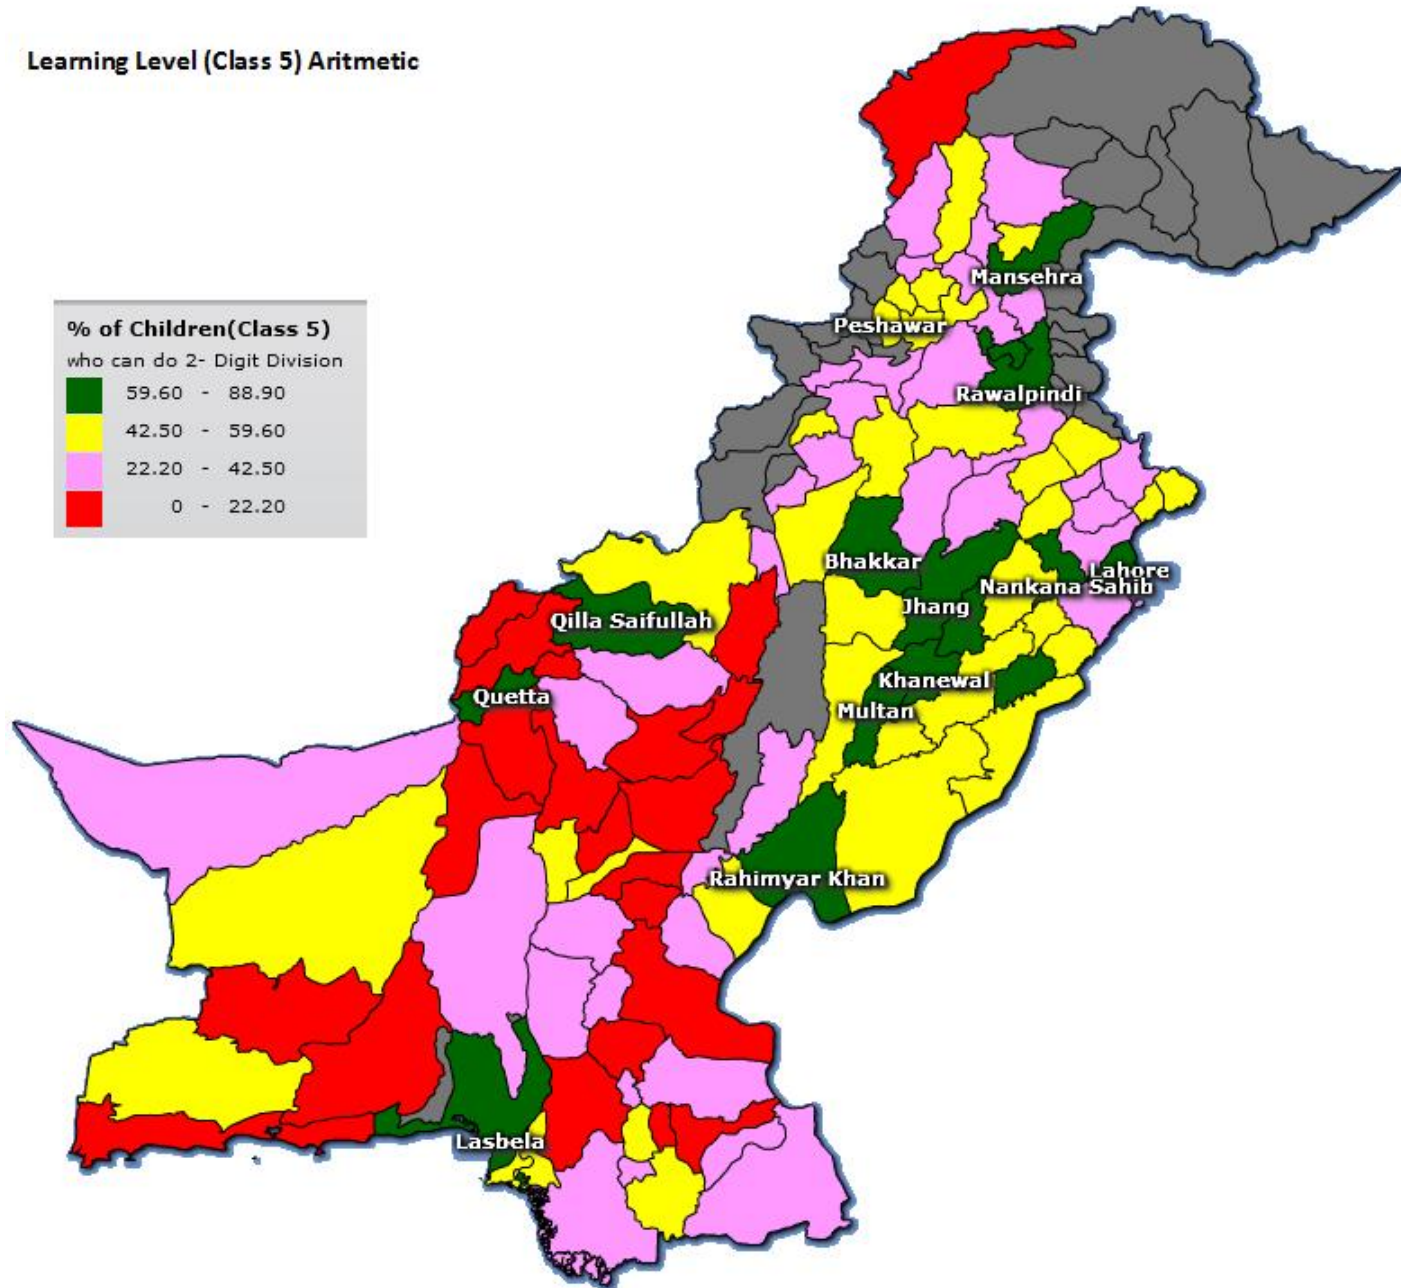 Learning Level (Class 5) Aritmetic
% of Children(Class 5)
who can do 2- Digit Division
59.60 - 88.90
42.50 - 59.60
22.20 - 42.50
0 - 22.20
Mansehra
Peshawar
Rawalpindi
Bhakkar
Lahore
Nankana Sahib
Jhang
Qilla Saifullah
Khanewal
Quetta
Multan
Rahimyar Khan
Lasbela